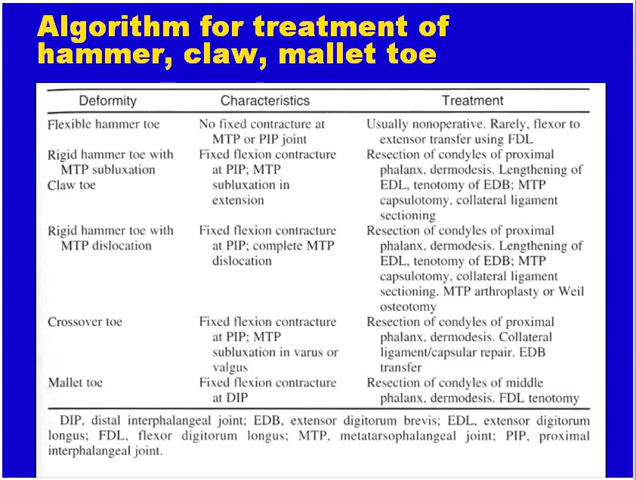 Algorithm for treatment of
hammer, claw, mallet toe
Deformity Characteristics Treatment
Flexible hammer toe No fixed contracture at Usually nonoperative. Rarely, flexor to
MTP or PIP joint extensor transfer using FDL
Rigid hammer toe with Fixed flexion contracture Resection of condyles of proximal
MTP subluxation at PIP; MTP phalanx, dermodesis. Lengthening of
Claw toe subluxation in EDL, tenotomy of EDB; MTP
extension capsulotomy, collateral ligament
sectioning
Rigid hammer toe with Fixed flexion contracture Resection of condyles of proximal
MTP dislocation at PIP; complete MTP phalanx, dermodesis. Lengthening of
dislocation EDL, tenotomy of EDB; MTP
capsulotomy, collateral ligament
sectioning. MTP arthroplasty or Weil
osteotomy
Crossover toe Fixed flexion contracture Resection of condyles of proximal
at PIP; MTP phalanx, dermodesis. Collateral
subluxation in varus or ligament/capsular repair. EDB
valgus transfer
Mallet toe Fixed flexion contracture Resection of condyles of middle
at DIP phalanx, dermodesis. FDL tenotomy
DIP, distal interphalangeal joint; EDB, extensor digitorum brevis; EDL, extensor digitorum
longus; FDL, flexor digitorum longus; MTP, metatarsophalangeal joint; PIP, proximal
interphalangeal joint.